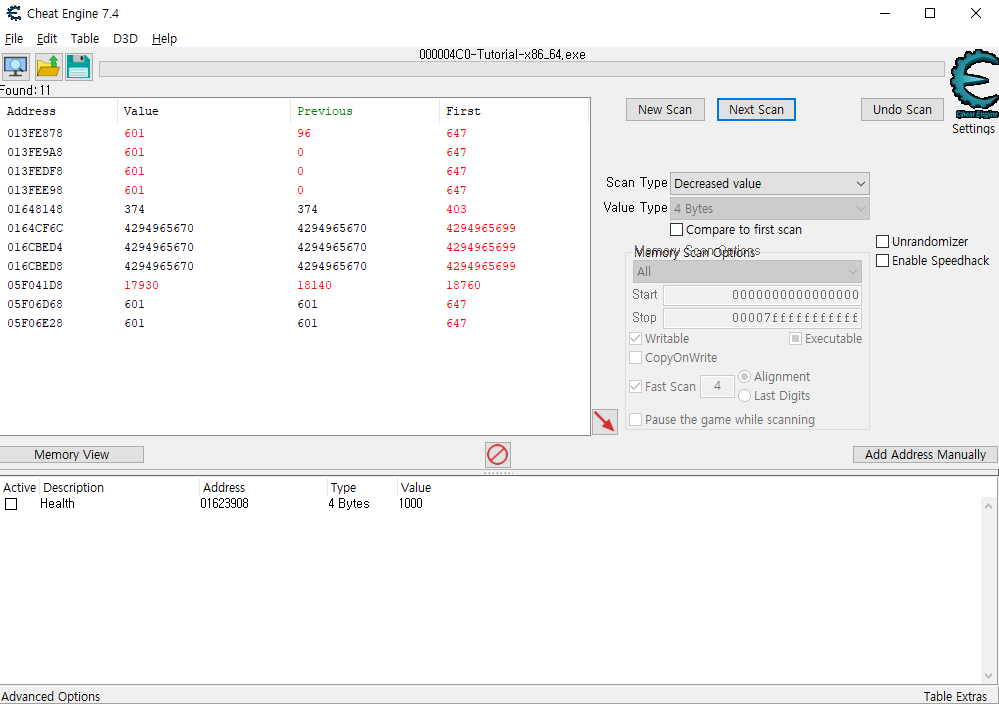 Cheat Engine 7.4
File Edit Table D3D Help
000004C0-Tutorial-x86_64.exe
Found: 11
Address Value Previous First
013FE878 601 96 647
013FE9A8 601 0 647
013FEDF8 601 0 647
013FEE98 601 0 647
01648148 374 374 403
0164CF6C 4294965670 4294965670 4294965699
016CBED4 4294965670 4294965670 4294965699
016CBED8 4294965670 4294965670 4294965699
05F041D8 17930 18140 18760
05F06D68 601 601 647
05F06E28 601 601 647
New Scan Next Scan Undo Scan
Cheat Engine
Settings
Scan Type Decreased value
Value Type 4 Bytes
Compare to first scan
Memory Scan Options
All
Start 0000000000000000
Stop 00007fffffffffff
Writable Executable
CopyOnWrite
Fast Scan 4 Alignment
Last Digits
Pause the game while scanning
Unrandomizer
Enable Speedhack
Memory View Add Address Manually
Active Description Address Type Value
Health 01623908 4 Bytes 1000
Advanced Options Table Extras